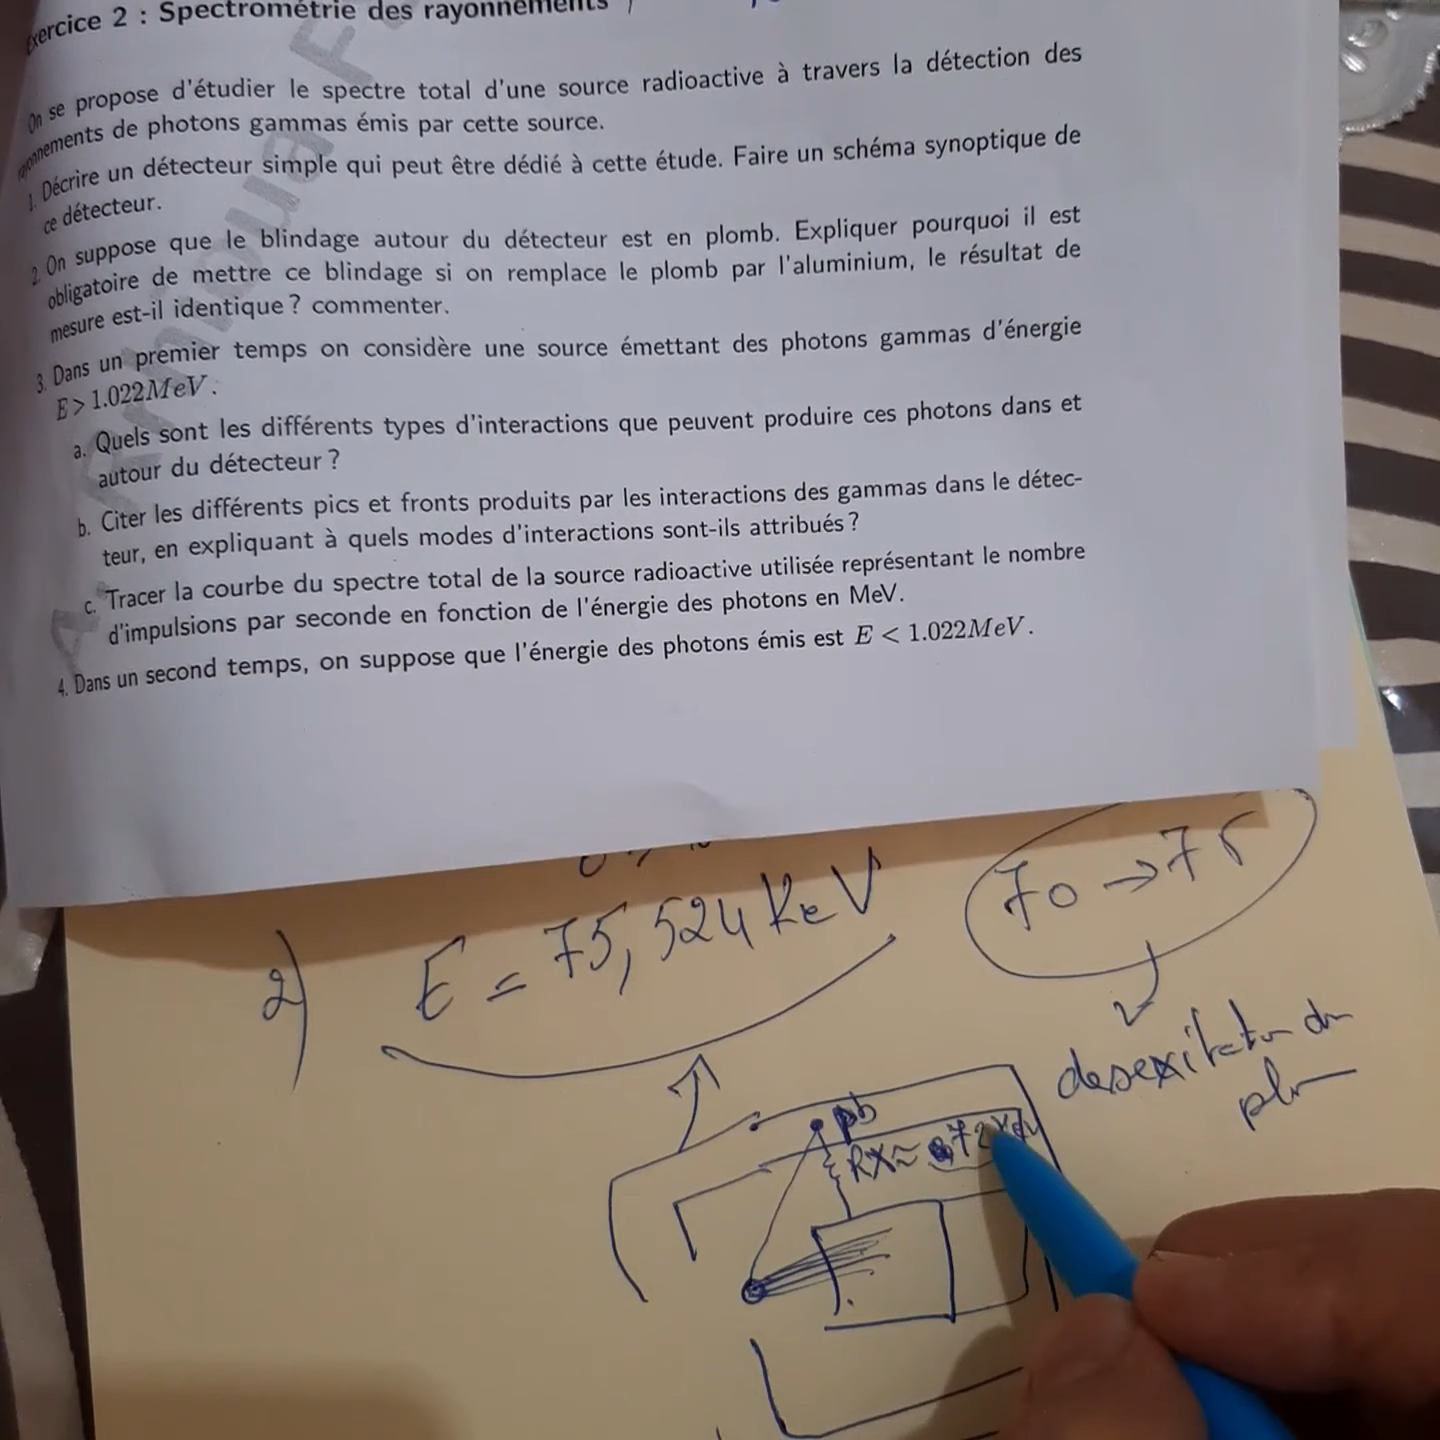 Exercice 2 : Spectrométrie des rayonnements
On se propose d'étudier le spectre total d'une source radioactive à travers la détection des
rayonnements de photons gammas émis par cette source.
1. Décrire un détecteur simple qui peut être dédié à cette étude. Faire un schéma synoptique de
ce détecteur.
2. On suppose que le blindage autour du détecteur est en plomb. Expliquer pourquoi il est
obligatoire de mettre ce blindage si on remplace le plomb par l'aluminium, le résultat de
mesure est-il identique ? commenter.
3. Dans un premier temps on considère une source émettant des photons gammas d'énergie
E > 1.022MeV.
a. Quels sont les différents types d'interactions que peuvent produire ces photons dans et
autour du détecteur ?
b. Citer les différents pics et fronts produits par les interactions des gammas dans le détec-
teur, en expliquant à quels modes d'interactions sont-ils attribués ?
c. Tracer la courbe du spectre total de la source radioactive utilisée représentant le nombre
d'impulsions par seconde en fonction de l'énergie des photons en MeV.
4. Dans un second temps, on suppose que l'énergie des photons émis est E < 1.022MeV.
70 → 75
2) E = 75,524 KeV
pb
RX ≈